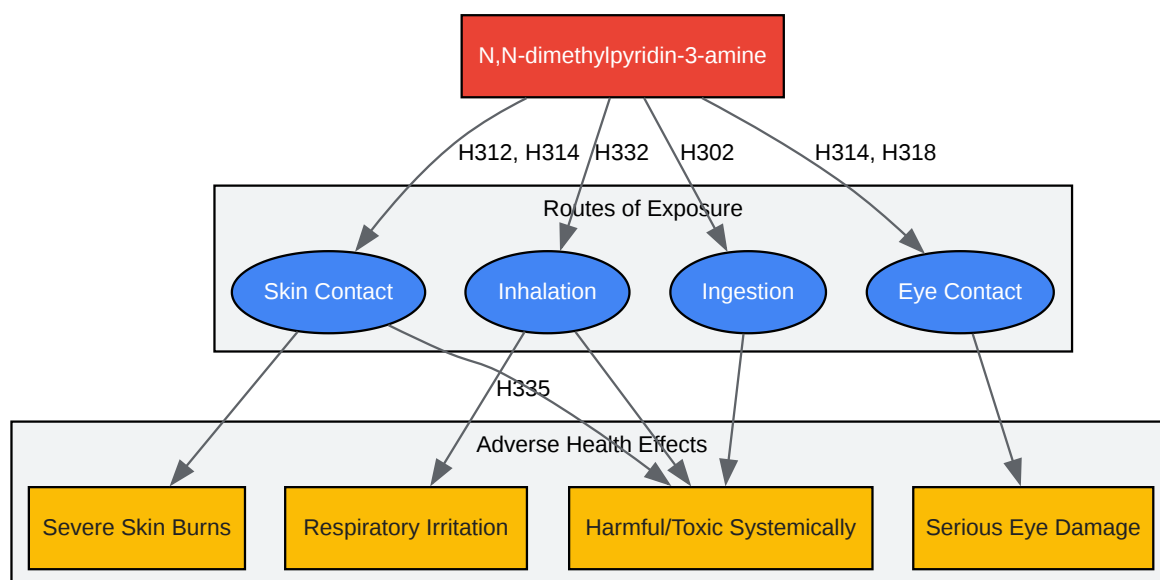 N,N-dimethylpyridin-3-amine
H312, H314
H332
H302
H314, H318
Routes of Exposure
Skin Contact
Inhalation
Ingestion
Eye Contact
H335
Adverse Health Effects
Severe Skin Burns
Respiratory Irritation
Harmful/Toxic Systemically
Serious Eye Damage